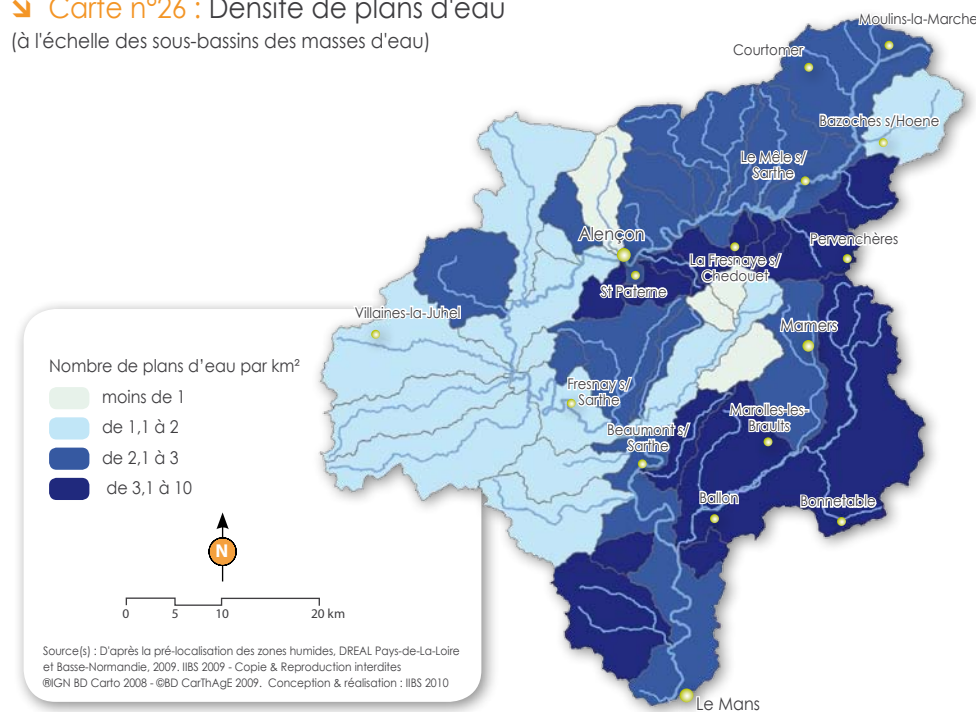 ➘ Carte n°26 : Densité de plans d'eau
(à l'échelle des sous-bassins des masses d'eau)
Moulins-la-Marche
Courtomer
Bazoches s/Hoene
Le Mêle s/
Sarthe
Alençon
Pervenchères
La Fresnaye s/
Chedouet
St Paterne
Villaines-la-Juhel
Mamers
Fresnay s/
Sarthe
Marolles-les-
Braults
Beaumont s/
Sarthe
Ballon
Bonnetable
Le Mans
Nombre de plans d'eau par km²
moins de 1
de 1,1 à 2
de 2,1 à 3
de 3,1 à 10
N
0 5 10 20 km
Source(s) : D'après la pré-localisation des zones humides, DREAL Pays-de-La-Loire
et Basse-Normandie, 2009. IIBS 2009 - Copie & Reproduction interdites
®IGN BD Carto 2008 - ©BD CarThAgE 2009. Conception & réalisation : IIBS 2010